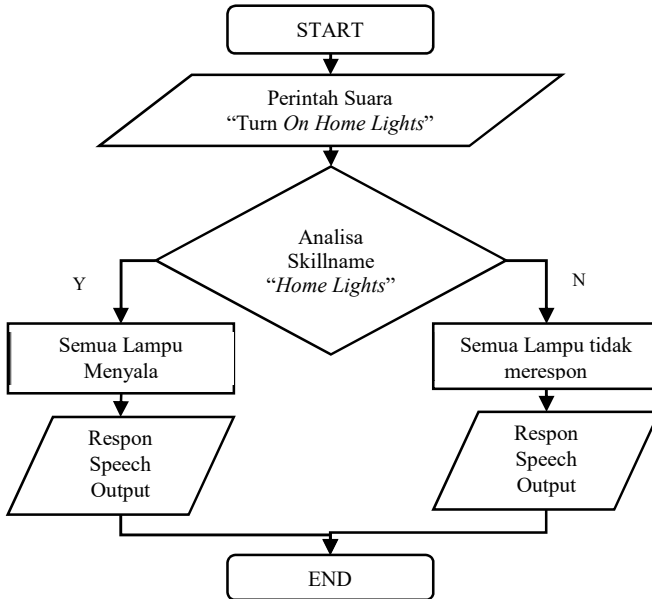 START
Perintah Suara
“Turn On Home Lights”
Analisa
Skillname
“Home Lights”
Y
N
Semua Lampu
Menyala
Semua Lampu tidak
merespon
Respon
Speech
Output
Respon
Speech
Output
END